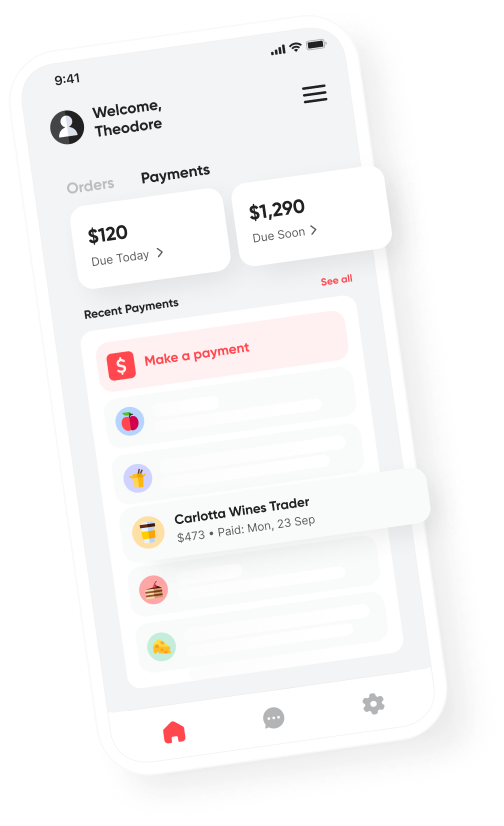 9:41
Welcome,
Theodore
Orders
Payments
$120
Due Today
$1,290
Due Soon
Recent Payments
See all
$
Make a payment
Carlotta Wines Trader
$473 • Paid: Mon, 23 Sep